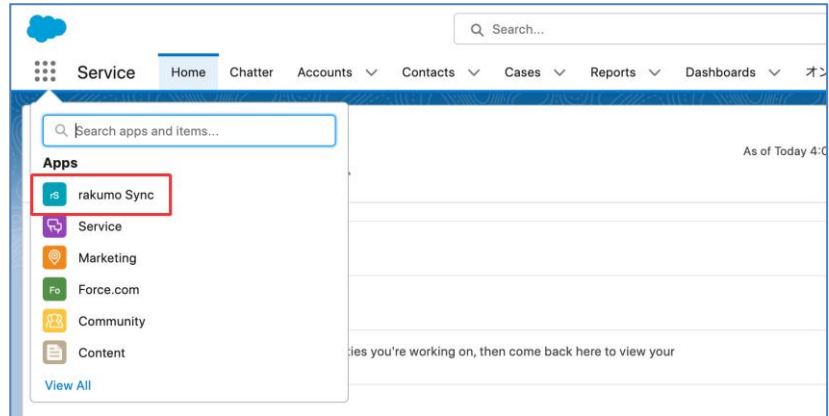 Search...
Service Home Chatter Accounts Contacts Cases Reports Dashboards オン
Search apps and items...
As of Today 4:0
Apps
rS rakumo Sync
Service
Marketing
Fo Force.com
Community
Content
ties you're working on, then come back here to view your
View All